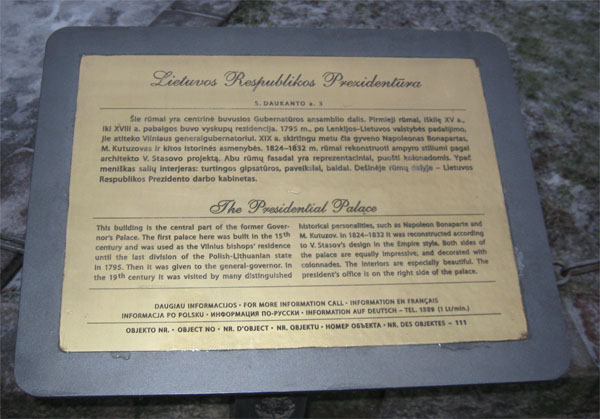 Lietuvos Respublikos Prezidentūra
S. DAUKANTO a. 3
Šie rūmai yra centrinė buvusios Gubernatūros ansamblio dalis. Pirmieji rūmai, iškilę XV a.,
iki XVIII a. pabaigos buvo vyskupų rezidencija. 1795 m., po Lenkijos-Lietuvos valstybės padalijimo,
jie atiteko Vilniaus generalgubernatoriui. XIX a. skirtingu metu čia gyveno Napoleonas Bonapartas,
M. Kutuzovas ir kitos istorinės asmenybės. 1824–1832 m. rūmai rekonstruoti ampyro stiliumi pagal
architekto V. Stasovo projektą. Abu rūmų fasadai yra reprezentaciniai, puošti kolonadomis. Ypač
meniškas salių interjeras: turtingos gipsatūros, paveikslai, baldai. Dešinėje rūmų dalyje – Lietuvos
Respublikos Prezidento darbo kabinetas.
The Presidential Palace
This building is the central part of the former Gover-
nor's Palace. The first palace here was built in the 15th
century and was used as the Vilnius bishops' residence
until the last division of the Polish-Lithuanian state
in 1795. Then it was given to the general-governor. In
the 19th century it was visited by many distinguished
historical personalities, such as Napoleon Bonaparte and
M. Kutuzov. In 1824–1832 it was reconstructed according
to V. Stasov's design in the Empire style. Both sides of
the palace are equally impressive, and decorated with
colonnades. The interiors are especially beautiful. The
president's office is on the right side of the palace.
DAUGIAU INFORMACIJOS • FOR MORE INFORMATION CALL • INFORMATION EN FRANÇAIS
INFORMACJA PO POLSKU • ИНФОРМАЦИЯ ПО-РУССКИ • INFORMATION AUF DEUTSCH – TEL. 1588 (1 Lt/min.)
OBJEKTO NR. • OBJECT NO • NR. D'OBJECT • NR. OBJEKTU • НОМЕР ОБЪЕКТА • NR. DES OBJEKTES – 111